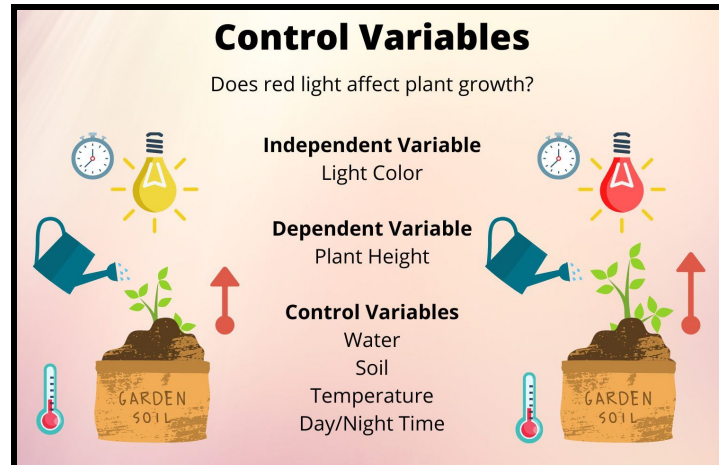 Control Variables
Does red light affect plant growth?
Independent Variable
Light Color
Dependent Variable
Plant Height
Control Variables
Water
Soil
Temperature
Day/Night Time
GARDEN
SOIL
GARDEN
SOIL